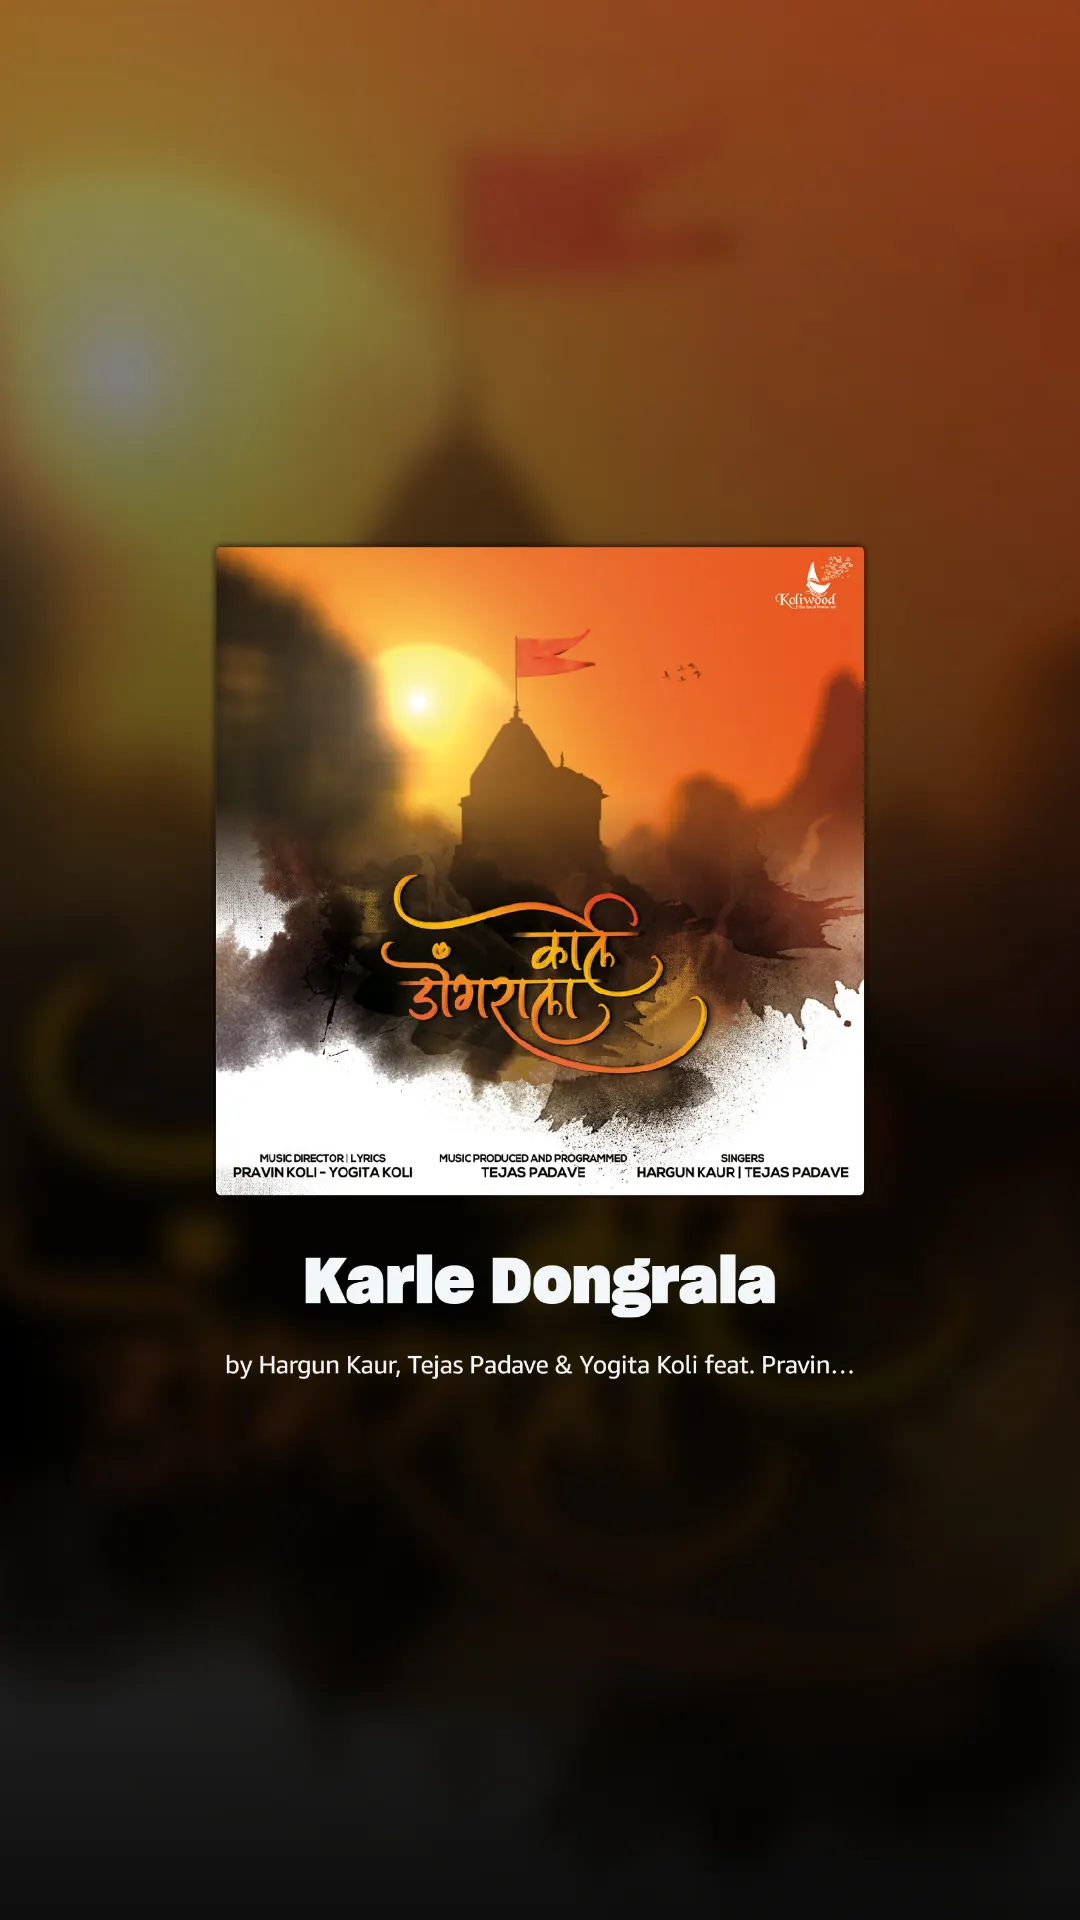 Koliwood
कार्ले
डोंगराला
MUSIC DIRECTOR | LYRICS
PRAVIN KOLI - YOGITA KOLI
MUSIC PRODUCED AND PROGRAMMED
TEJAS PADAVE
SINGERS
HARGUN KAUR | TEJAS PADAVE
Karle Dongrala
by Hargun Kaur, Tejas Padave & Yogita Koli feat. Pravin...